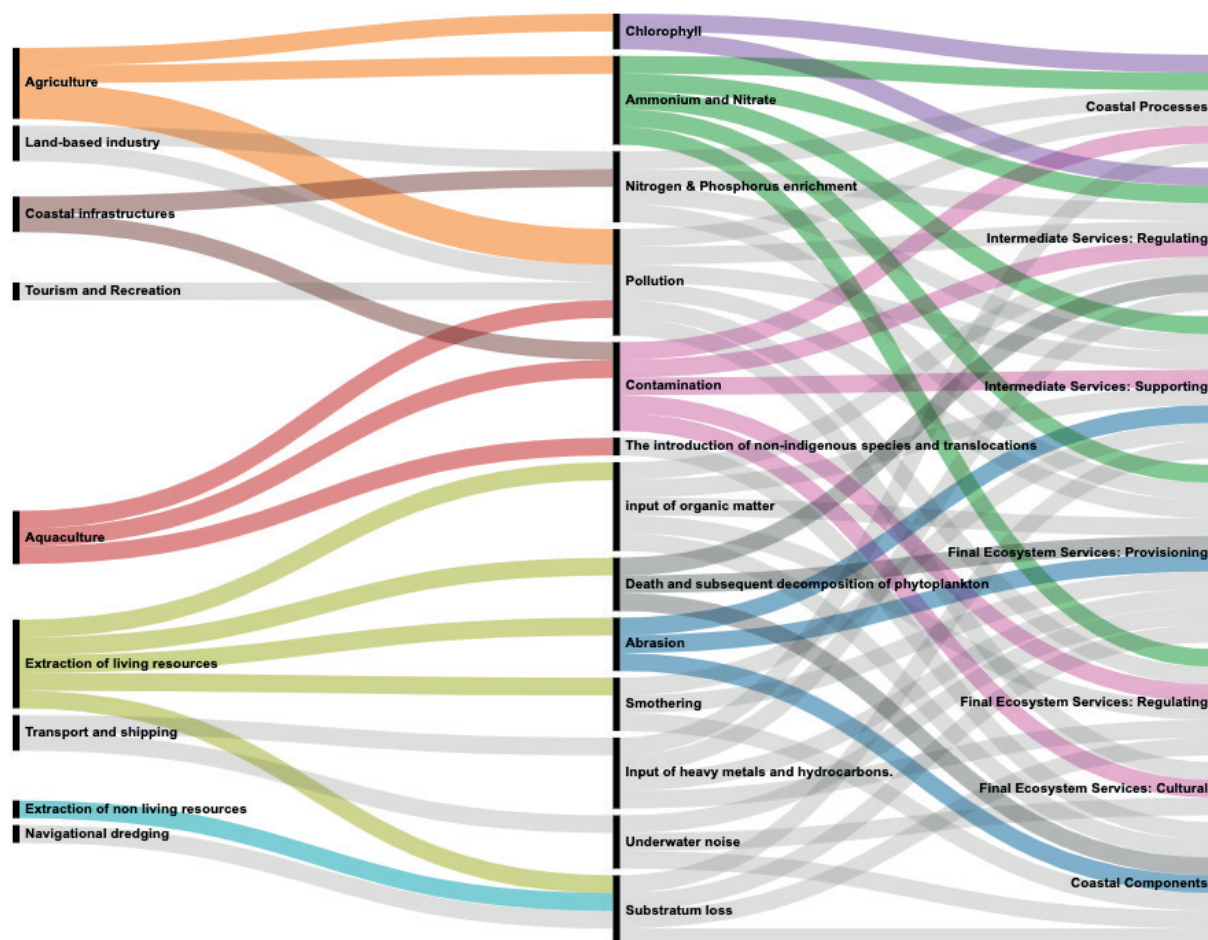 Agriculture
Land-based industry
Coastal infrastructures
Tourism and Recreation
Aquaculture
Extraction of living resources
Transport and shipping
Extraction of non living resources
Navigational dredging
Chlorophyll
Ammonium and Nitrate
Nitrogen & Phosphorus enrichment
Pollution
Contamination
The introduction of non-indigenous species and translocations
input of organic matter
Death and subsequent decomposition of phytoplankton
Abrasion
Smothering
Input of heavy metals and hydrocarbons.
Underwater noise
Substratum loss
Coastal Processes
Intermediate Services: Regulating
Intermediate Services: Supporting
Final Ecosystem Services: Provisioning
Final Ecosystem Services: Regulating
Final Ecosystem Services: Cultural
Coastal Components